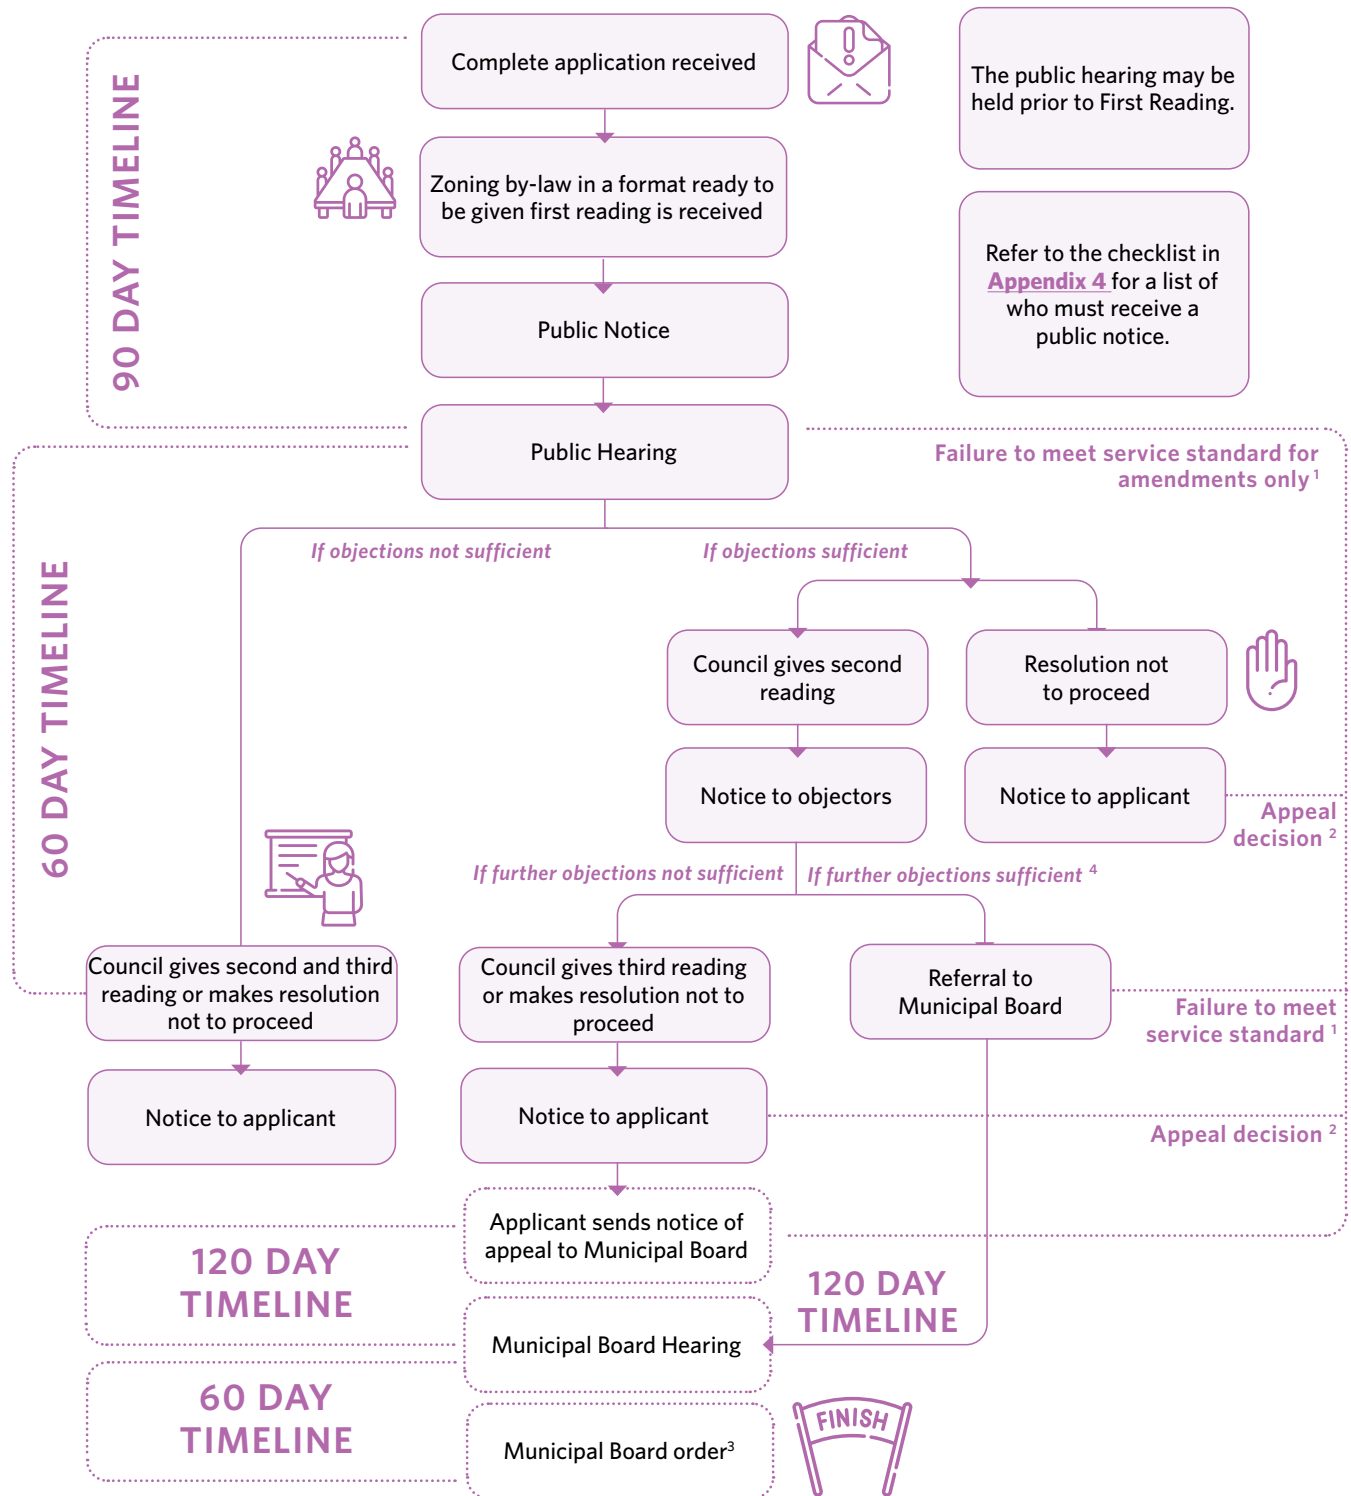 Complete application received
The public hearing may be
held prior to First Reading.
90 DAY TIMELINE
Zoning by-law in a format ready to
be given first reading is received
Refer to the checklist in
Appendix 4 for a list of
who must receive a
public notice.
Public Notice
Public Hearing
Failure to meet service standard for
amendments only 1
60 DAY TIMELINE
If objections not sufficient
If objections sufficient
Council gives second
reading
Resolution not
to proceed
Notice to objectors
Notice to applicant
Appeal
decision 2
If further objections not sufficient
If further objections sufficient 4
Council gives second and third
reading or makes resolution
not to proceed
Council gives third reading
or makes resolution not to
proceed
Referral to
Municipal Board
Failure to meet
service standard 1
Notice to applicant
Notice to applicant
Appeal decision 2
Applicant sends notice of
appeal to Municipal Board
120 DAY
TIMELINE
120 DAY
TIMELINE
Municipal Board Hearing
60 DAY
TIMELINE
Municipal Board order3
FINISH